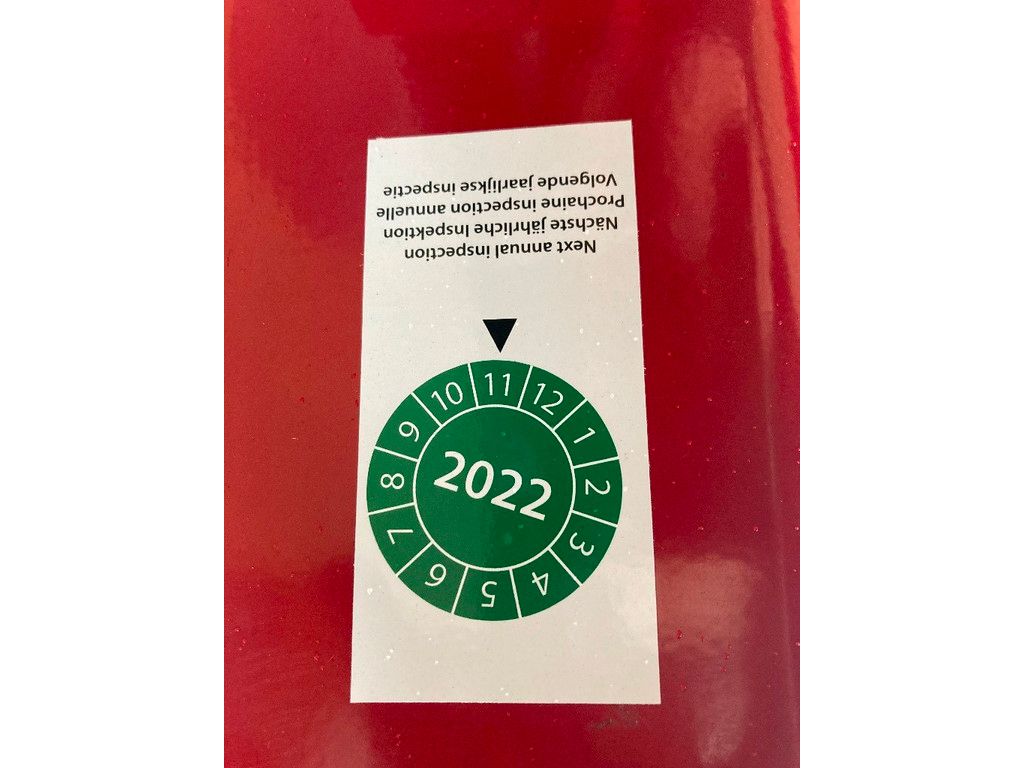 Next annual inspection
Nächste jährliche Inspektion
Prochaine inspection annuelle
Volgende jaarlijkse inspectie
1 2 3 4 5 6 7 8 9 10 11 12
2022